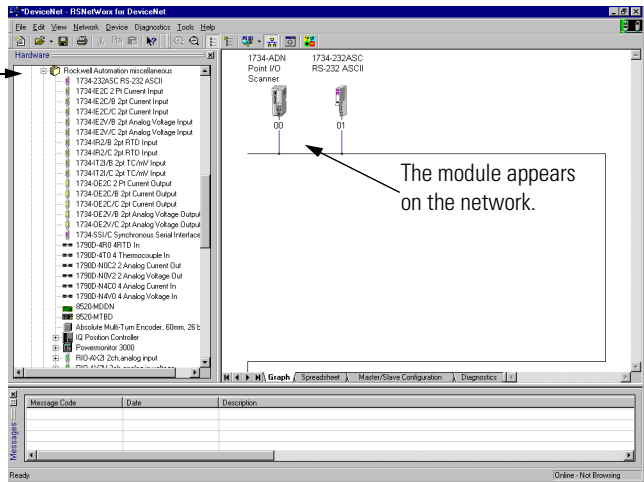 *DeviceNet - RSNetWorx for DeviceNet
File Edit View Network Device Diagnostics Tools Help
Hardware
Rockwell Automation miscellaneous
1734-232ASC RS-232 ASCII
1734-IE2C 2 Pt Current Input
1734-IE2C/B 2pt Current Input
1734-IE2C/C 2pt Current Input
1734-IE2V/B 2pt Analog Voltage Input
1734-IE2V/C 2pt Analog Voltage Input
1734-IR2/B 2pt RTD Input
1734-IR2/C 2pt RTD Input
1734-IT2I/B 2pt TC/mV Input
1734-IT2I/C 2pt TC/mV Input
1734-OE2C 2 Pt Current Output
1734-OE2C/B 2pt Current Output
1734-OE2C/C 2pt Current Output
1734-OE2V/B 2pt Analog Voltage Output
1734-OE2V/C 2pt Analog Voltage Output
1734-SSI/C Synchronous Serial Interface
1790D-4R0 4RTD In
1790D-4T0 4 Thermocouple In
1790D-N0C2 2 Analog Current Out
1790D-N0V2 2 Analog Voltage Out
1790D-N4C0 4 Analog Current In
1790D-N4V0 4 Analog Voltage In
8520-MDDN
8520-MTBD
Absolute Multi-Turn Encoder, 60mm, 26 b
IQ Position Controller
Powermonitor 3000
RIO-AX2I 2ch,analog input
1734-ADN
Point I/O
Scanner
1734-232ASC
RS-232 ASCII
00
01
The module appears
on the network.
Graph Spreadsheet Master/Slave Configuration Diagnostics
Messages
Message Code Date Description
Ready
Online - Not Browsing